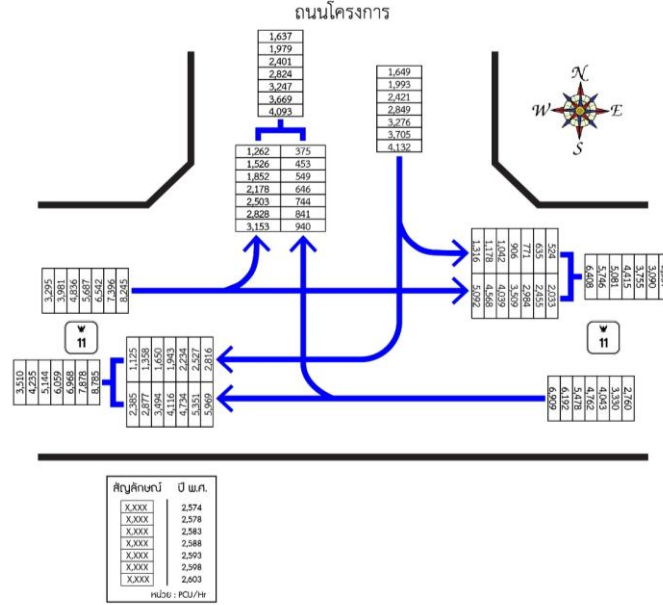 ถนนโครงการ
1,637
1,979
2,401
2,824
3,247
3,669
4,093
1,649
1,993
2,421
2,849
3,276
3,705
4,132
N
W E
S
1,262 375
1,526 453
1,852 549
2,178 646
2,503 744
2,828 841
3,153 940
1,316 1,178 1,042 906 771 635 524
5,092 4,568 4,039 3,509 2,984 2,455 2,033
6,408 5,746 5,081 4,415 3,755 3,090
3,295 3,981 4,836 5,687 6,542 7,396 8,245
11
11
1,125 1,358 1,650 1,943 2,234 2,527 2,816
2,385 2,877 3,494 4,116 4,734 5,351 5,969
3,510 4,235 5,144 6,059 6,968 7,878 8,785
6,909 6,192 5,478 4,762 4,043 3,330 2,760
สัญลักษณ์ ปี พ.ศ.
X,XXX 2,574
X,XXX 2,578
X,XXX 2,583
X,XXX 2,588
X,XXX 2,593
X,XXX 2,598
X,XXX 2,603
หน่วย : PCU/Hr